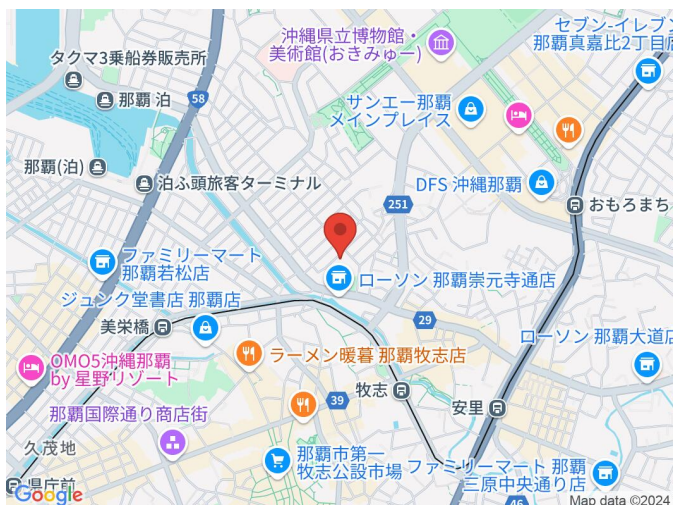 沖縄県立博物館・
美術館(おきみゅー)
セブン-イレブン
那覇真嘉比2丁目店
タクマ3乗船券販売所
58
サンエー那覇
メインプレイス
那覇 泊
那覇(泊)
泊ふ頭旅客ターミナル
DFS 沖縄那覇
251
おもろまち
ファミリーマート
那覇若松店
ローソン 那覇崇元寺通店
ジュンク堂書店 那覇店
美栄橋
29
ローソン 那覇大道店
OMO5沖縄那覇
by 星野リゾート
ラーメン暖暮 那覇牧志店
牧志
39
安里
那覇国際通り商店街
久茂地
那覇市第一
牧志公設市場
ファミリーマート 那覇
三原中央通り店
県庁前
46
Google
Map data ©2024